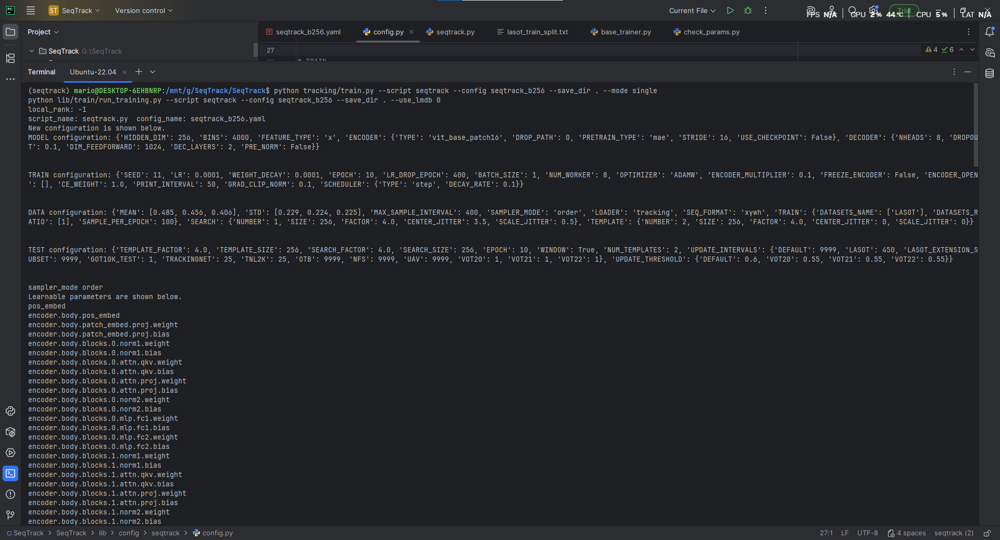 ST SeqTrack Version control Current File Trial
FPS N/A GPU 2% 44°C CPU 5% LAT N/A
Project
seqtrack_b256.yaml config.py seqtrack.py lasot_train_split.txt base_trainer.py check_params.py
SeqTrack G:\SeqTrack
27 4 6
# TRAIN
Terminal Ubuntu-22.04
(seqtrack) mario@DESKTOP-6EHBNRP:/mnt/g/SeqTrack/SeqTrack$ python tracking/train.py --script seqtrack --config seqtrack_b256 --save_dir . --mode single
python lib/train/run_training.py --script seqtrack --config seqtrack_b256 --save_dir . --use_lmdb 0
local_rank: -1
script_name: seqtrack.py  config_name: seqtrack_b256.yaml
New configuration is shown below.
MODEL configuration: {'HIDDEN_DIM': 256, 'BINS': 4000, 'FEATURE_TYPE': 'x', 'ENCODER': {'TYPE': 'vit_base_patch16', 'DROP_PATH': 0, 'PRETRAIN_TYPE': 'mae', 'STRIDE': 16, 'USE_CHECKPOINT': False}, 'DECODER': {'NHEADS': 8, 'DROPOU
T': 0.1, 'DIM_FEEDFORWARD': 1024, 'DEC_LAYERS': 2, 'PRE_NORM': False}}
TRAIN configuration: {'SEED': 11, 'LR': 0.0001, 'WEIGHT_DECAY': 0.0001, 'EPOCH': 10, 'LR_DROP_EPOCH': 400, 'BATCH_SIZE': 1, 'NUM_WORKER': 8, 'OPTIMIZER': 'ADAMW', 'ENCODER_MULTIPLIER': 0.1, 'FREEZE_ENCODER': False, 'ENCODER_OPEN
': [], 'CE_WEIGHT': 1.0, 'PRINT_INTERVAL': 50, 'GRAD_CLIP_NORM': 0.1, 'SCHEDULER': {'TYPE': 'step', 'DECAY_RATE': 0.1}}
DATA configuration: {'MEAN': [0.485, 0.456, 0.406], 'STD': [0.229, 0.224, 0.225], 'MAX_SAMPLE_INTERVAL': 400, 'SAMPLER_MODE': 'order', 'LOADER': 'tracking', 'SEQ_FORMAT': 'xywh', 'TRAIN': {'DATASETS_NAME': ['LASOT'], 'DATASETS_R
ATIO': [1], 'SAMPLE_PER_EPOCH': 100}, 'SEARCH': {'NUMBER': 1, 'SIZE': 256, 'FACTOR': 4.0, 'CENTER_JITTER': 3.5, 'SCALE_JITTER': 0.5}, 'TEMPLATE': {'NUMBER': 2, 'SIZE': 256, 'FACTOR': 4.0, 'CENTER_JITTER': 0, 'SCALE_JITTER': 0}}
TEST configuration: {'TEMPLATE_FACTOR': 4.0, 'TEMPLATE_SIZE': 256, 'SEARCH_FACTOR': 4.0, 'SEARCH_SIZE': 256, 'EPOCH': 10, 'WINDOW': True, 'NUM_TEMPLATES': 2, 'UPDATE_INTERVALS': {'DEFAULT': 9999, 'LASOT': 450, 'LASOT_EXTENSION_S
UBSET': 9999, 'GOT10K_TEST': 1, 'TRACKINGNET': 25, 'TNL2K': 25, 'OTB': 9999, 'NFS': 9999, 'UAV': 9999, 'VOT20': 1, 'VOT21': 1, 'VOT22': 1}, 'UPDATE_THRESHOLD': {'DEFAULT': 0.6, 'VOT20': 0.55, 'VOT21': 0.55, 'VOT22': 0.55}}
sampler_mode order
Learnable parameters are shown below.
pos_embed
encoder.body.pos_embed
encoder.body.patch_embed.proj.weight
encoder.body.patch_embed.proj.bias
encoder.body.blocks.0.norm1.weight
encoder.body.blocks.0.norm1.bias
encoder.body.blocks.0.attn.qkv.weight
encoder.body.blocks.0.attn.qkv.bias
encoder.body.blocks.0.attn.proj.weight
encoder.body.blocks.0.attn.proj.bias
encoder.body.blocks.0.norm2.weight
encoder.body.blocks.0.norm2.bias
encoder.body.blocks.0.mlp.fc1.weight
encoder.body.blocks.0.mlp.fc1.bias
encoder.body.blocks.0.mlp.fc2.weight
encoder.body.blocks.0.mlp.fc2.bias
encoder.body.blocks.1.norm1.weight
encoder.body.blocks.1.norm1.bias
encoder.body.blocks.1.attn.qkv.weight
encoder.body.blocks.1.attn.qkv.bias
encoder.body.blocks.1.attn.proj.weight
encoder.body.blocks.1.attn.proj.bias
encoder.body.blocks.1.norm2.weight
encoder.body.blocks.1.norm2.bias
SeqTrack > SeqTrack > lib > config > seqtrack > config.py 27:1 LF UTF-8 4 spaces seqtrack (2)